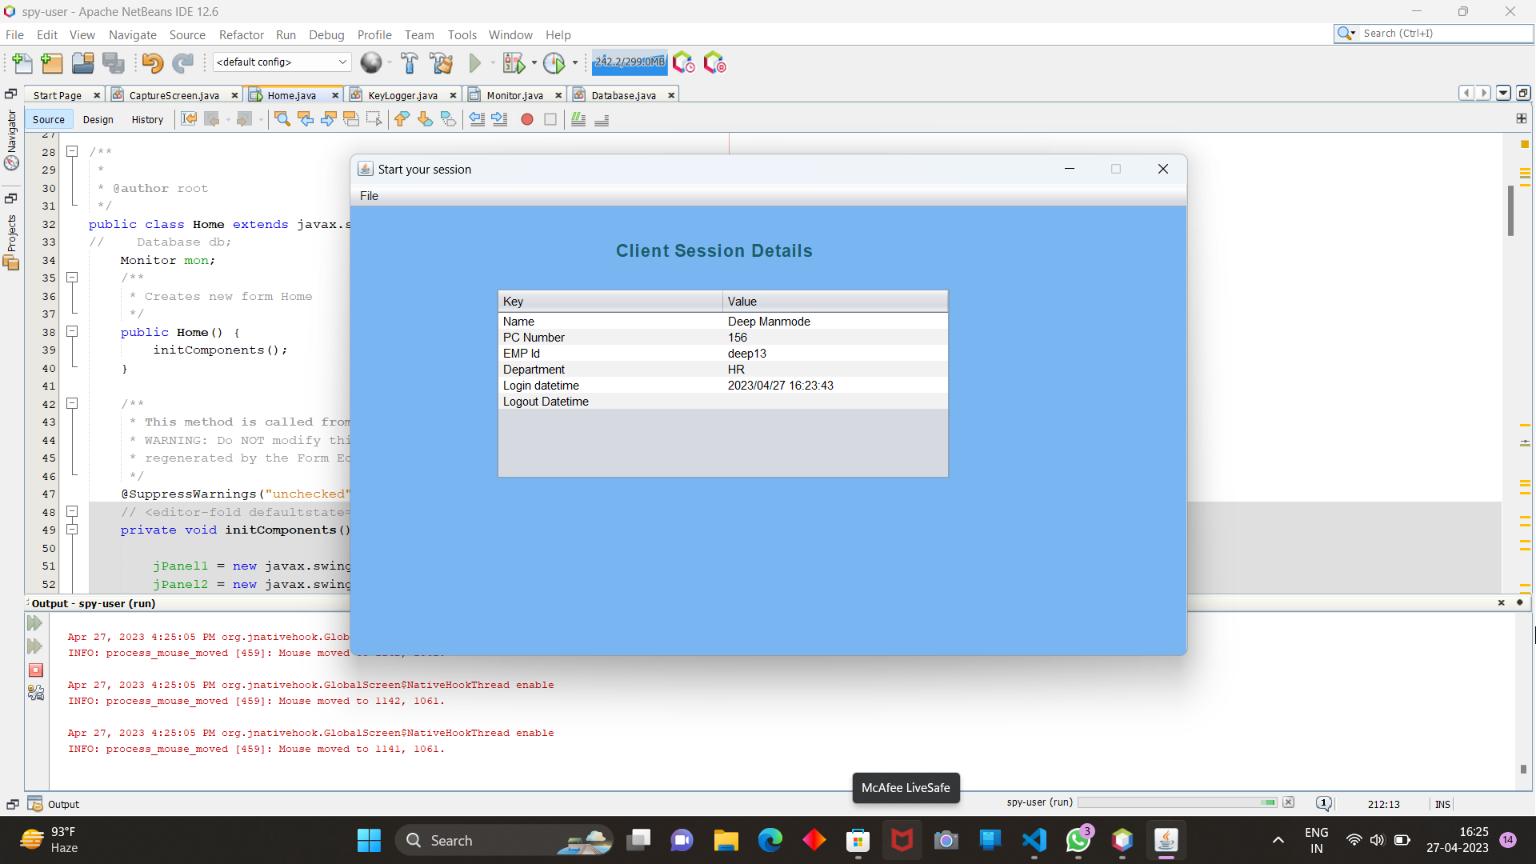 spy-user - Apache NetBeans IDE 12.6
File Edit View Navigate Source Refactor Run Debug Profile Team Tools Window Help
Search (Ctrl+I)
<default config>
242.2/299.0MB
Start Page CaptureScreen.java Home.java KeyLogger.java Monitor.java Database.java
Source Design History
Navigator
Projects
27
28 /**
29 *
30 * @author root
31 */
32 public class Home extends javax.s
33 // Database db;
34 Monitor mon;
35 /**
36 * Creates new form Home
37 */
38 public Home() {
39 initComponents();
40 }
41
42 /**
43 * This method is called from
44 * WARNING: Do NOT modify thi
45 * regenerated by the Form Ed
46 */
47 @SuppressWarnings("unchecked"
48 // <editor-fold defaultstate=
49 private void initComponents()
50
51 jPanel1 = new javax.swing
52 jPanel2 = new javax.swing
Start your session
File
Client Session Details
Key Value
Name Deep Manmode
PC Number 156
EMP Id deep13
Department HR
Login datetime 2023/04/27 16:23:43
Logout Datetime
Output - spy-user (run)
Apr 27, 2023 4:25:05 PM org.jnativehook.Glob
INFO: process_mouse_moved [459]: Mouse moved to
Apr 27, 2023 4:25:05 PM org.jnativehook.GlobalScreen$NativeHookThread enable
INFO: process_mouse_moved [459]: Mouse moved to 1142, 1061.
Apr 27, 2023 4:25:05 PM org.jnativehook.GlobalScreen$NativeHookThread enable
INFO: process_mouse_moved [459]: Mouse moved to 1141, 1061.
McAfee LiveSafe
Output
spy-user (run)
1
212:13
INS
93°F
Haze
Search
3
ENG
IN
16:25
27-04-2023
14